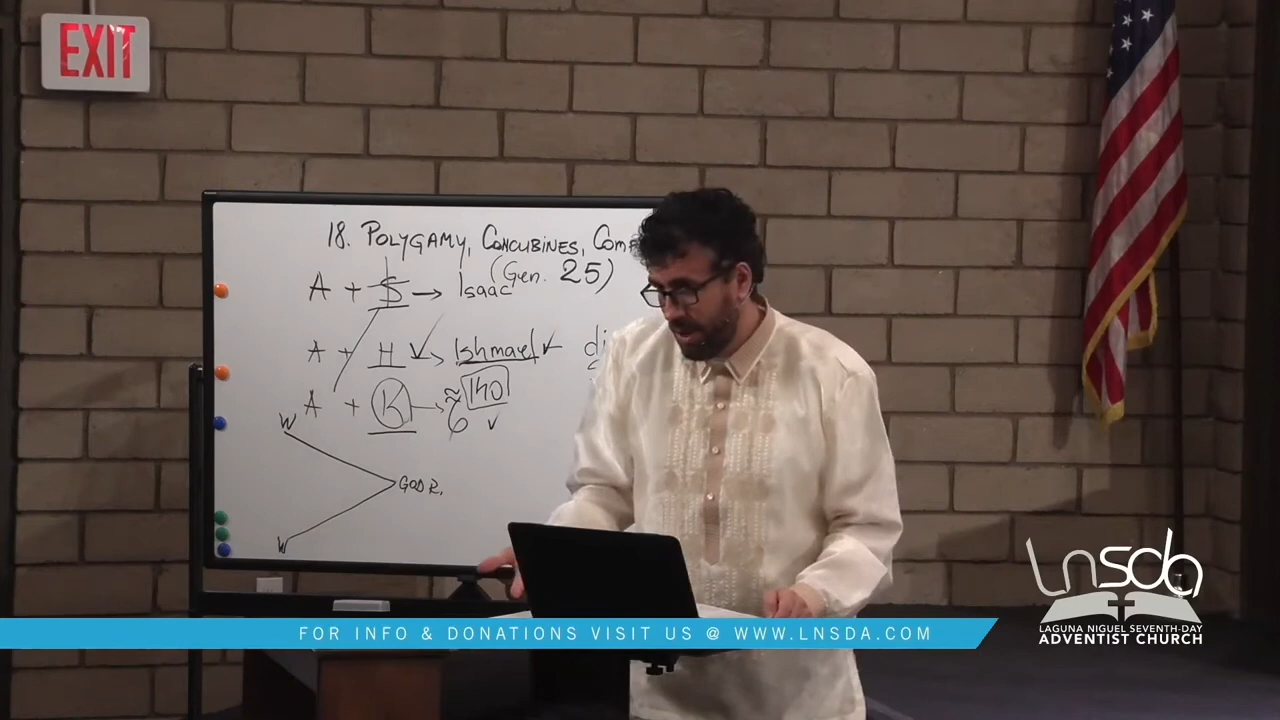 EXIT
18. POLYGAMY, CONCUBINES,
(Gen. 25)
A + S → Isaac
A + H ✓→ Ishmael ✓
A + K → ≈ 140
6 ✓
W
GOD R.
W
FOR INFO & DONATIONS VISIT US @ WWW.LNSDA.COM
Lnsda
LAGUNA NIGUEL SEVENTH-DAY
ADVENTIST CHURCH